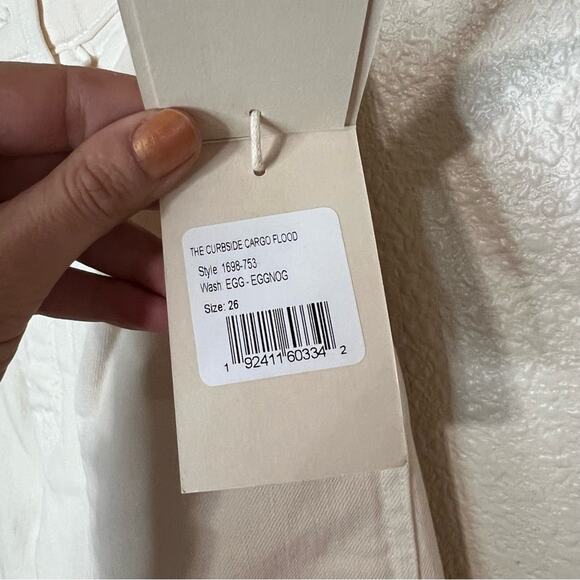 THE CURBSIDE CARGO FLOOD
Style 1698-753
Wash: EGG - EGGNOG
Size: 26
1 92411 60334 2